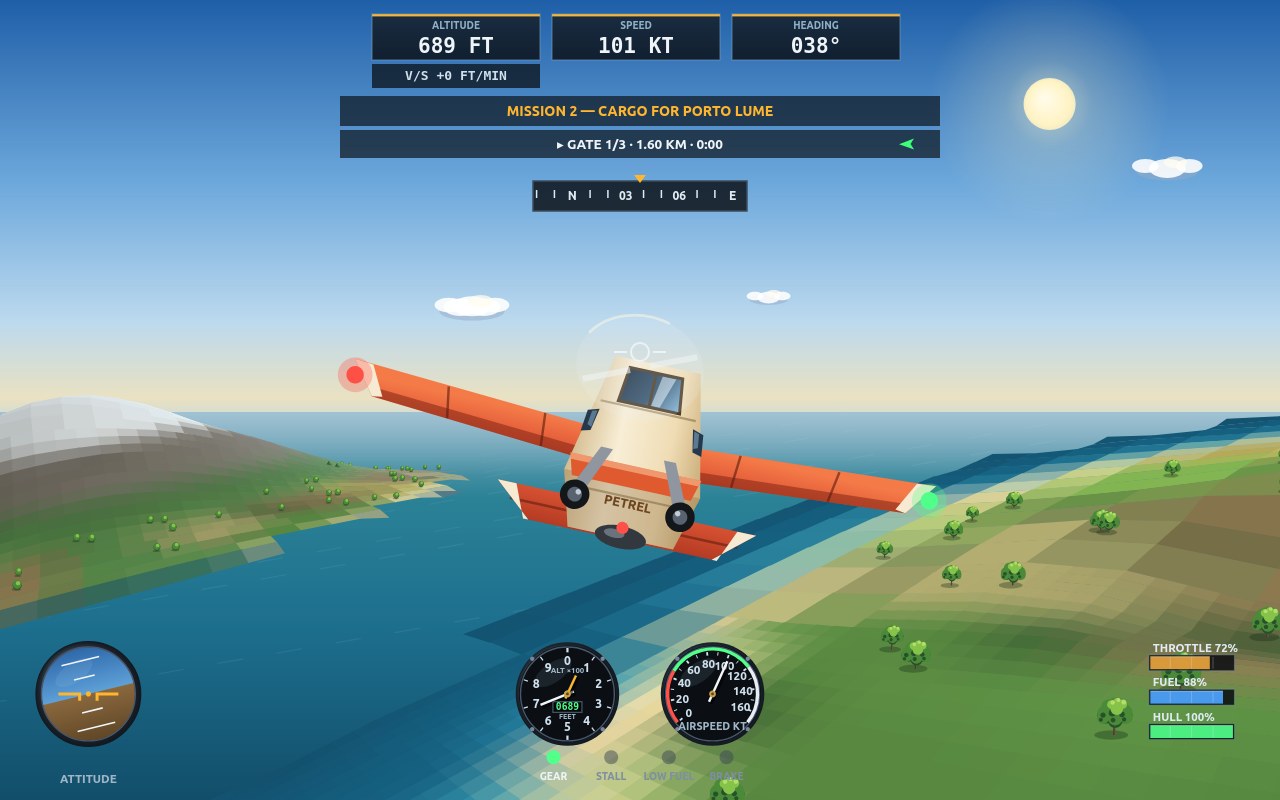 ALTITUDE
689 FT
SPEED
101 KT
HEADING
038°
V/S +0 FT/MIN
MISSION 2 — CARGO FOR PORTO LUME
▸ GATE 1/3 · 1.60 KM · 0:00
N 03 06 E
PETREL
ATTITUDE
0 1 2 3 4 5 6 7 8 9
ALT ×100
0689
FEET
0 20 40 60 80 100 120 140 160
AIRSPEED KT
GEAR
STALL
LOW FUEL
BRAKE
THROTTLE 72%
FUEL 88%
HULL 100%